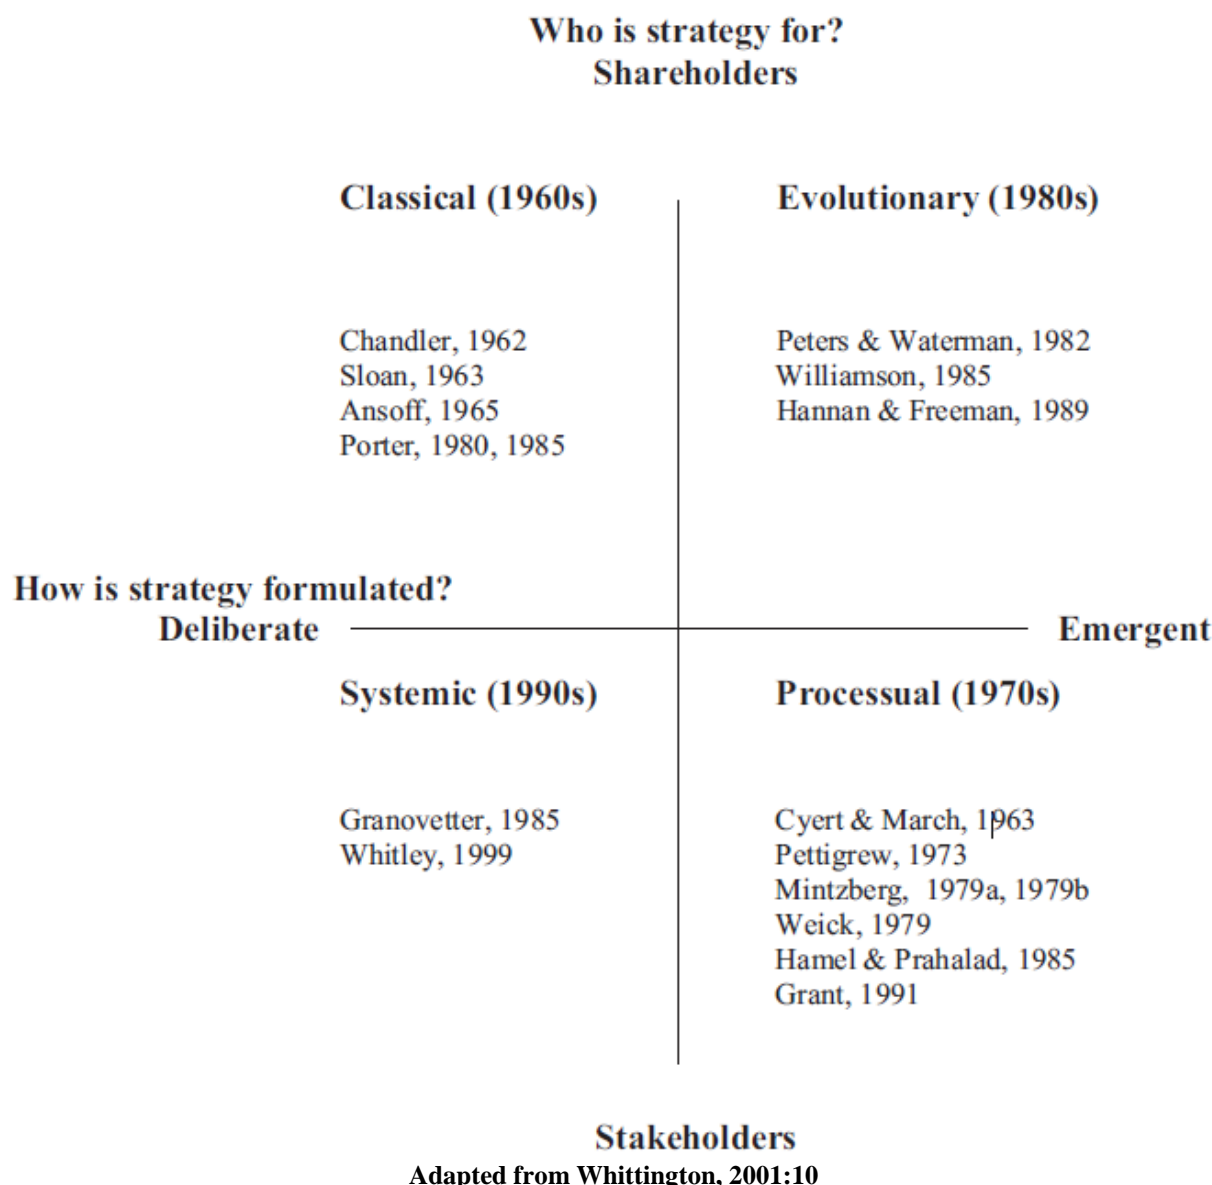 Who is strategy for?
Shareholders
Classical (1960s)
Evolutionary (1980s)
Chandler, 1962
Sloan, 1963
Ansoff, 1965
Porter, 1980, 1985
Peters & Waterman, 1982
Williamson, 1985
Hannan & Freeman, 1989
How is strategy formulated?
Deliberate
Emergent
Systemic (1990s)
Processual (1970s)
Granovetter, 1985
Whitley, 1999
Cyert & March, 1963
Pettigrew, 1973
Mintzberg, 1979a, 1979b
Weick, 1979
Hamel & Prahalad, 1985
Grant, 1991
Stakeholders
Adapted from Whittington, 2001:10